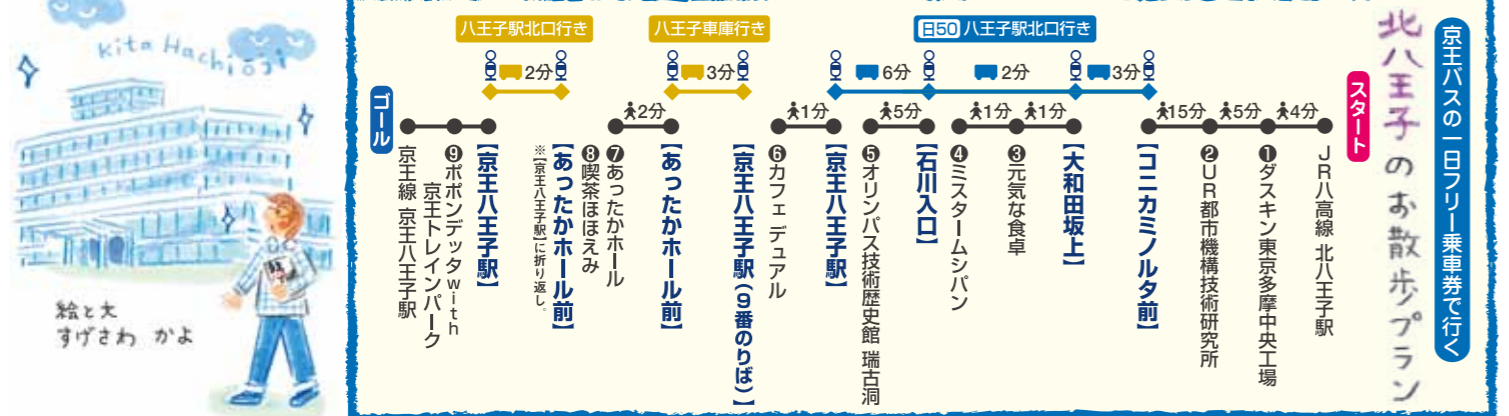 京王バスの一日フリー乗車券で行く
北八王子のお散歩プラン
スタート
JR八高線 北八王子駅
4分
❶ダスキン東京多摩中央工場
5分
❷UR都市機構技術研究所
15分
【コニカミノルタ前】
日50 八王子駅北口行き
3分
【大和田坂上】
1分
❸元気な食卓
1分
❹ミスタームシパン
2分
【石川入口】
5分
❺オリンパス技術歴史館 瑞古洞
6分
【京王八王子駅】
1分
❻カフェ デュアル
【京王八王子駅(9番のりば)】
八王子車庫行き
3分
【あったかホール前】
2分
❼あったかホール
❽喫茶ほほえみ
【あったかホール前】
※【京王八王子駅】に折り返し。
八王子駅北口行き
2分
【京王八王子駅】
❾ポポンデッタwith
京王トレインパーク
京王線 京王八王子駅
ゴール
Kita Hachioji
絵と文
すげさわ かよ